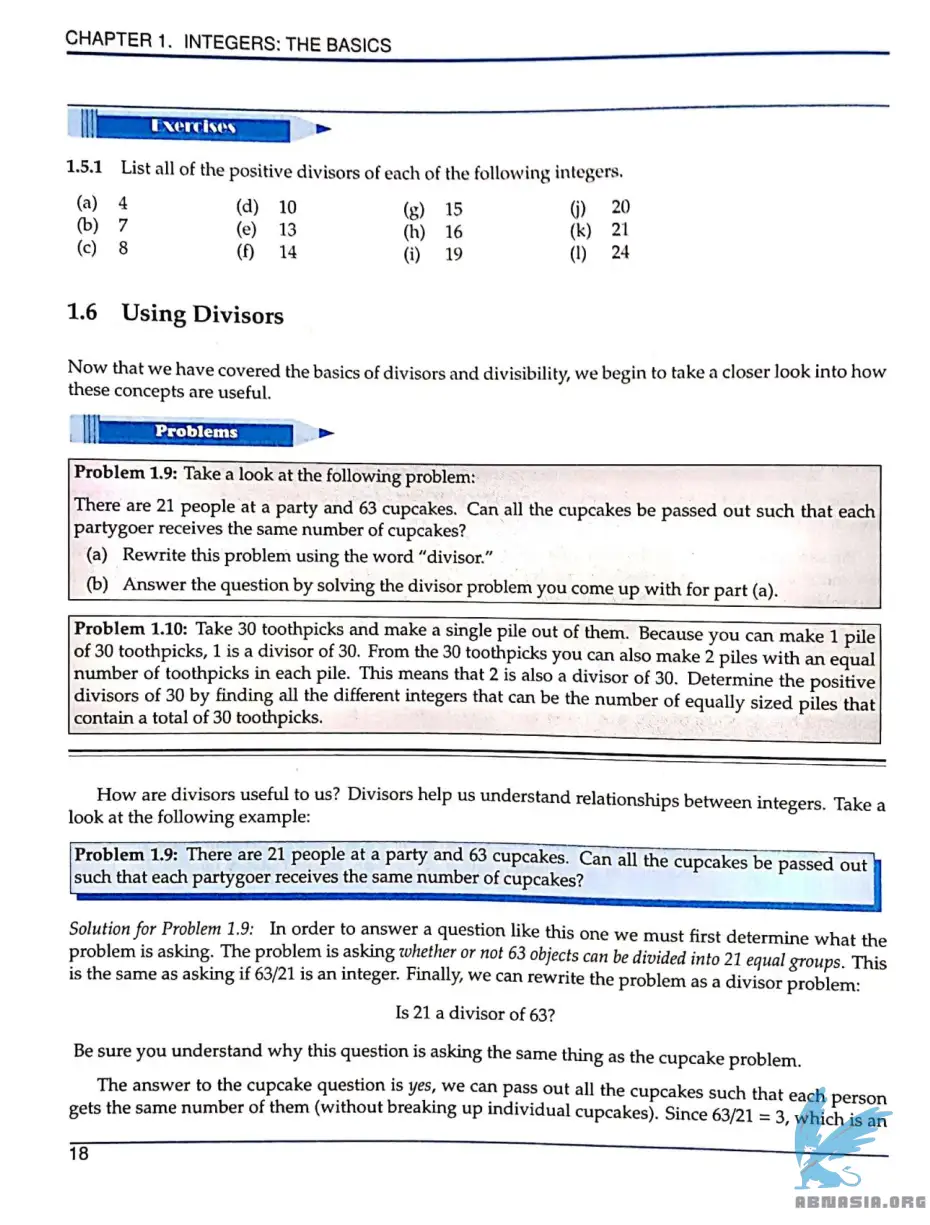 CHAPTER 1. INTEGERS: THE BASICS
Exercises
1.5.1 List all of the positive divisors of each of the following integers.
(a) 4 (d) 10 (g) 15 (j) 20
(b) 7 (e) 13 (h) 16 (k) 21
(c) 8 (f) 14 (i) 19 (l) 24
1.6 Using Divisors
Now that we have covered the basics of divisors and divisibility, we begin to take a closer look into how
these concepts are useful.
Problems
Problem 1.9: Take a look at the following problem:
There are 21 people at a party and 63 cupcakes. Can all the cupcakes be passed out such that each
partygoer receives the same number of cupcakes?
(a) Rewrite this problem using the word "divisor."
(b) Answer the question by solving the divisor problem you come up with for part (a).
Problem 1.10: Take 30 toothpicks and make a single pile out of them. Because you can make 1 pile
of 30 toothpicks, 1 is a divisor of 30. From the 30 toothpicks you can also make 2 piles with an equal
number of toothpicks in each pile. This means that 2 is also a divisor of 30. Determine the positive
divisors of 30 by finding all the different integers that can be the number of equally sized piles that
contain a total of 30 toothpicks.
How are divisors useful to us? Divisors help us understand relationships between integers. Take a
look at the following example:
Problem 1.9: There are 21 people at a party and 63 cupcakes. Can all the cupcakes be passed out
such that each partygoer receives the same number of cupcakes?
Solution for Problem 1.9: In order to answer a question like this one we must first determine what the
problem is asking. The problem is asking whether or not 63 objects can be divided into 21 equal groups. This
is the same as asking if 63/21 is an integer. Finally, we can rewrite the problem as a divisor problem:
Is 21 a divisor of 63?
Be sure you understand why this question is asking the same thing as the cupcake problem.
The answer to the cupcake question is yes, we can pass out all the cupcakes such that each person
gets the same number of them (without breaking up individual cupcakes). Since 63/21 = 3, which is an
18
ABNASIA.ORG